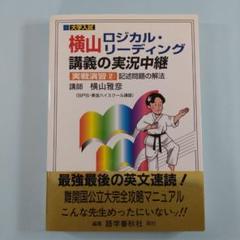 大学入試
横山 ロジカル・
リーディング
講義の実況中継
実戦演習2 記述問題の解法
講師 横山雅彦
最強最後の英文速読!
難関国公立大完全攻略マニュアル
こんな先生めったにいないッ!!
語学春秋社